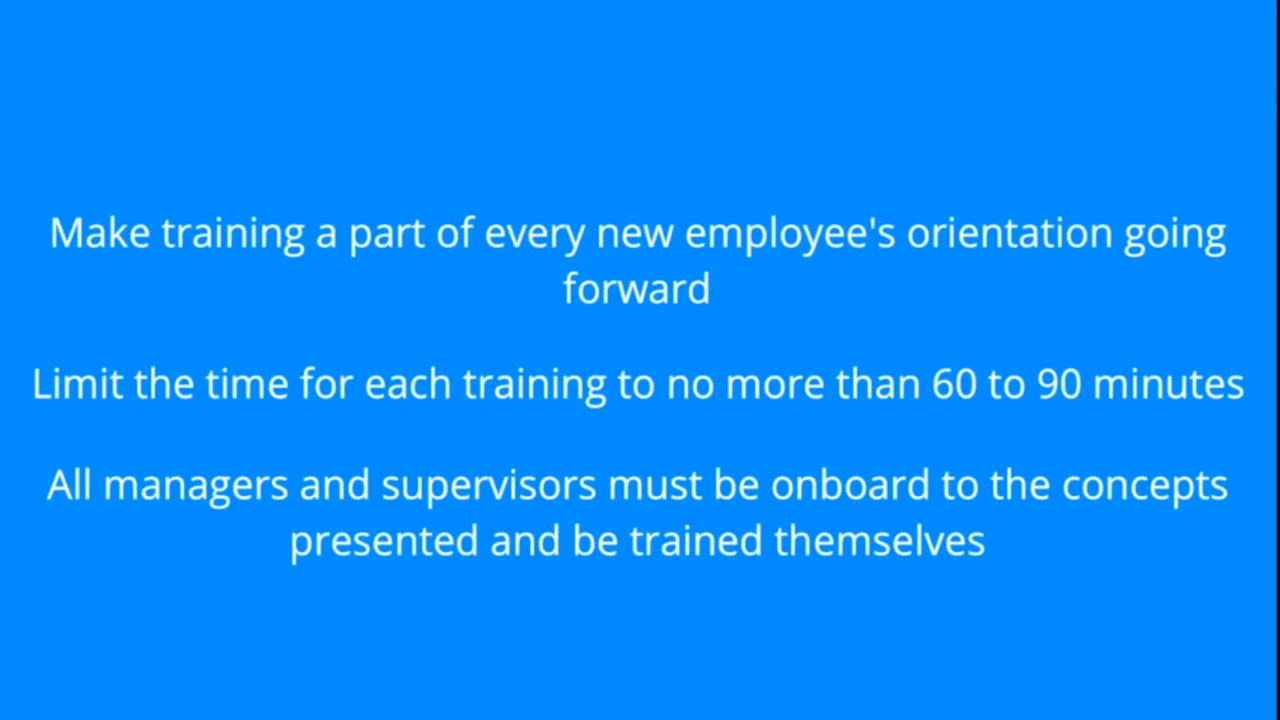 Make training a part of every new employee's orientation going
forward
Limit the time for each training to no more than 60 to 90 minutes
All managers and supervisors must be onboard to the concepts
presented and be trained themselves